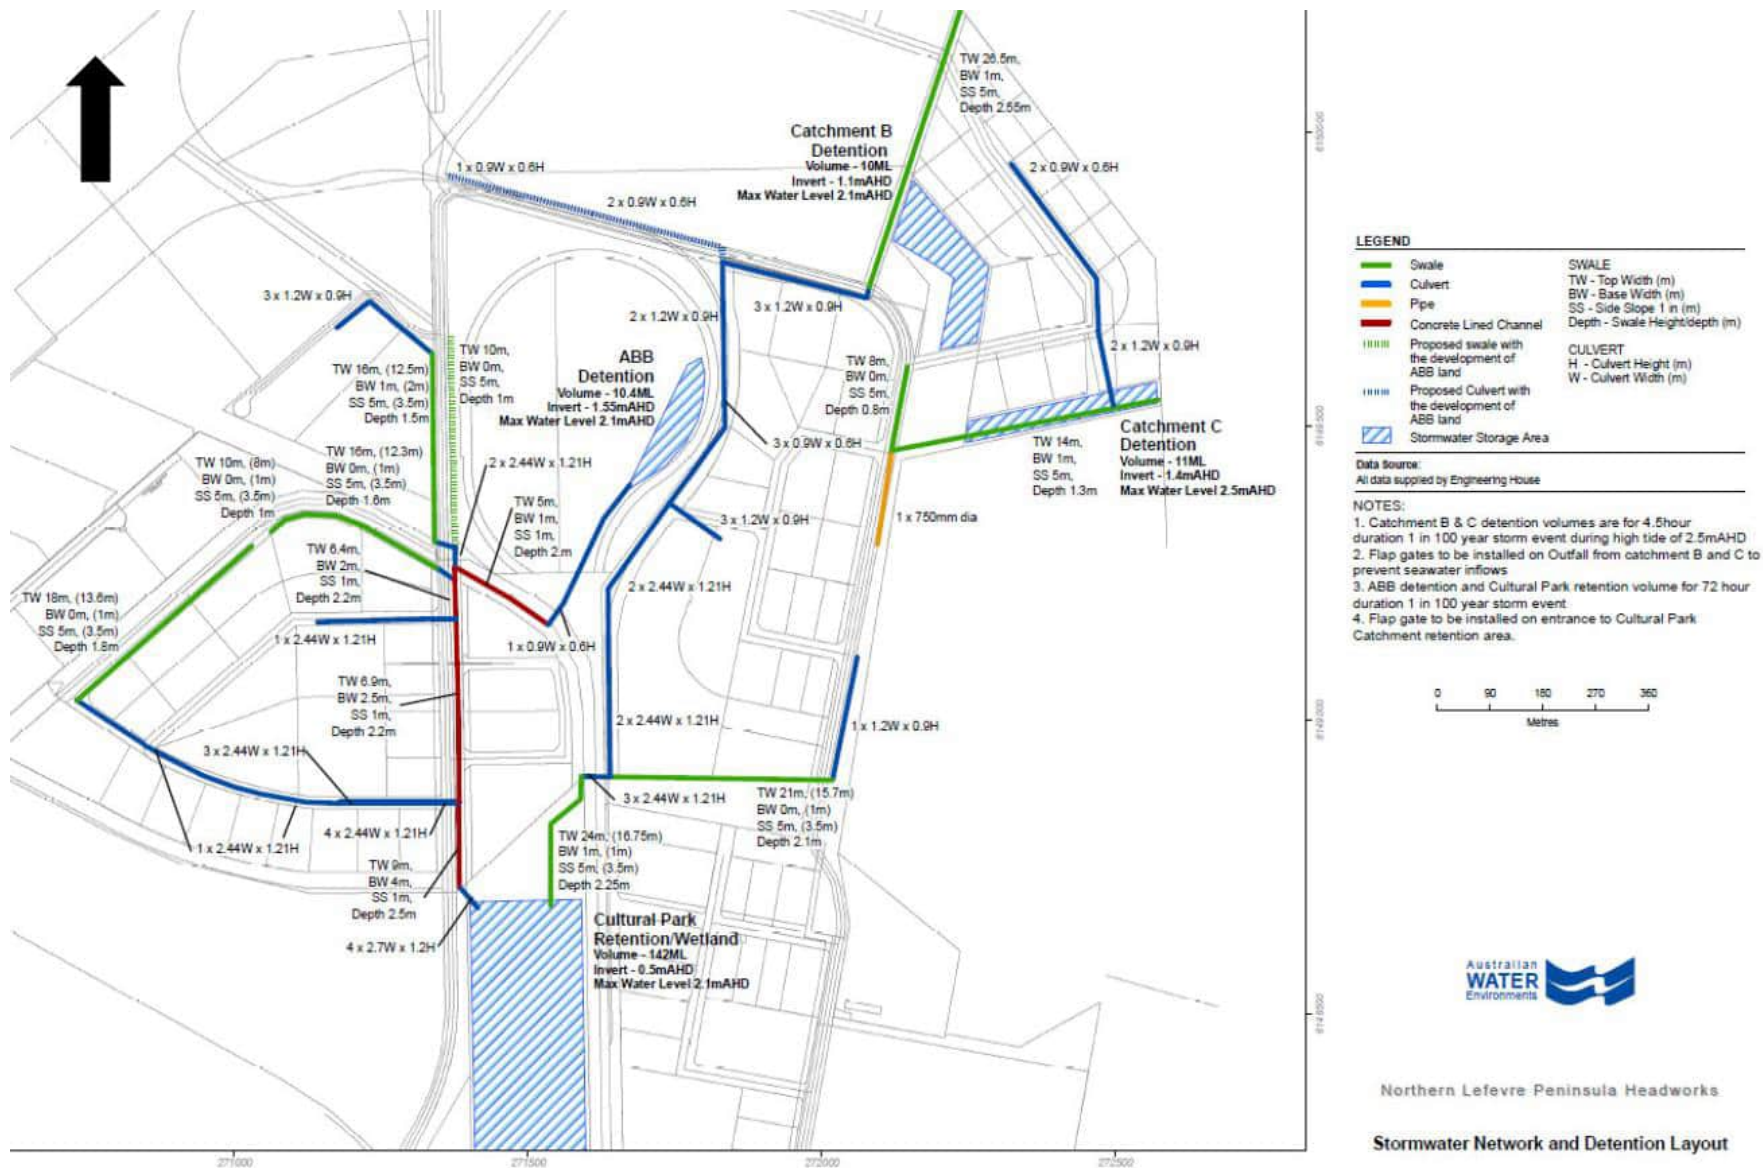 TW 26.5m,
BW 1m,
SS 5m,
Depth 2.55m
Catchment B
Detention
Volume - 10ML
Invert - 1.1mAHD
Max Water Level 2.1mAHD
1 x 0.9W x 0.6H
2 x 0.9W x 0.6H
2 x 0.9W x 0.6H
3 x 1.2W x 0.9H
2 x 1.2W x 0.9H
3 x 1.2W x 0.9H
2 x 1.2W x 0.9H
TW 10m,
BW 0m,
SS 5m,
Depth 1m
ABB
Detention
Volume - 10.4ML
Invert - 1.55mAHD
Max Water Level 2.1mAHD
TW 8m,
BW 0m,
SS 5m,
Depth 0.8m
TW 16m, (12.5m)
BW 1m, (2m)
SS 5m, (3.5m)
Depth 1.5m
3 x 0.9W x 0.6H
TW 14m,
BW 1m,
SS 5m,
Depth 1.3m
Catchment C
Detention
Volume - 11ML
Invert - 1.4mAHD
Max Water Level 2.5mAHD
TW 16m, (12.3m)
BW 0m, (1m)
SS 5m, (3.5m)
Depth 1.6m
TW 10m, (8m)
BW 0m, (1m)
SS 5m, (3.5m)
Depth 1m
2 x 2.44W x 1.21H
TW 5m,
BW 1m,
SS 1m,
Depth 2.m
3 x 1.2W x 0.9H
1 x 750mm dia
TW 6.4m,
BW 2m,
SS 1m,
Depth 2.2m
2 x 2.44W x 1.21H
TW 18m, (13.6m)
BW 0m, (1m)
SS 5m, (3.5m)
Depth 1.8m
1 x 2.44W x 1.21H
1 x 0.9W x 0.6H
TW 6.9m,
BW 2.5m,
SS 1m,
Depth 2.2m
2 x 2.44W x 1.21H
1 x 1.2W x 0.9H
3 x 2.44W x 1.21H
3 x 2.44W x 1.21H
TW 21m, (15.7m)
BW 0m, (1m)
SS 5m, (3.5m)
Depth 2.1m
4 x 2.44W x 1.21H
1 x 2.44W x 1.21H
TW 24m, (16.75m)
BW 1m, (1m)
SS 5m, (3.5m)
Depth 2.25m
TW 9m,
BW 4m,
SS 1m,
Depth 2.5m
4 x 2.7W x 1.2H
Cultural Park
Retention/Wetland
Volume - 142ML
Invert - 0.5mAHD
Max Water Level 2.1mAHD
271000
271500
272000
272500
LEGEND
Swale
Culvert
Pipe
Concrete Lined Channel
Proposed swale with
the development of
ABB land
Proposed Culvert with
the development of
ABB land
Stormwater Storage Area
SWALE
TW - Top Width (m)
BW - Base Width (m)
SS - Side Slope 1 in (m)
Depth - Swale Height/depth (m)
CULVERT
H - Culvert Height (m)
W - Culvert Width (m)
Data Source:
All data supplied by Engineering House
NOTES:
1. Catchment B & C detention volumes are for 4.5hour
duration 1 in 100 year storm event during high tide of 2.5mAHD
2. Flap gates to be installed on Outfall from catchment B and C to
prevent seawater inflows
3. ABB detention and Cultural Park retention volume for 72 hour
duration 1 in 100 year storm event
4. Flap gate to be installed on entrance to Cultural Park
Catchment retention area.
0 90 180 270 360
Metres
Australian
WATER
Environments
Northern Lefevre Peninsula Headworks
Stormwater Network and Detention Layout